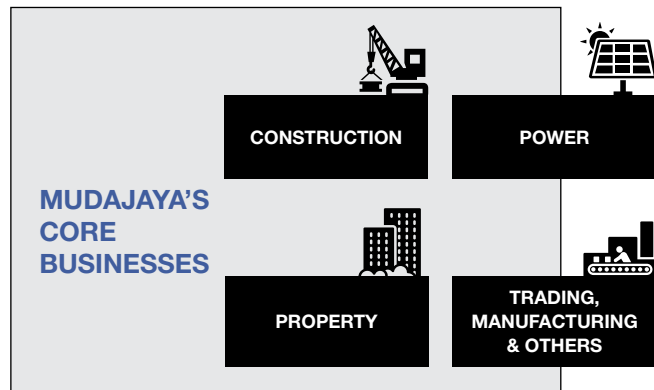 MUDAJAYA'S
CORE
BUSINESSES
CONSTRUCTION
POWER
PROPERTY
TRADING,
MANUFACTURING
& OTHERS